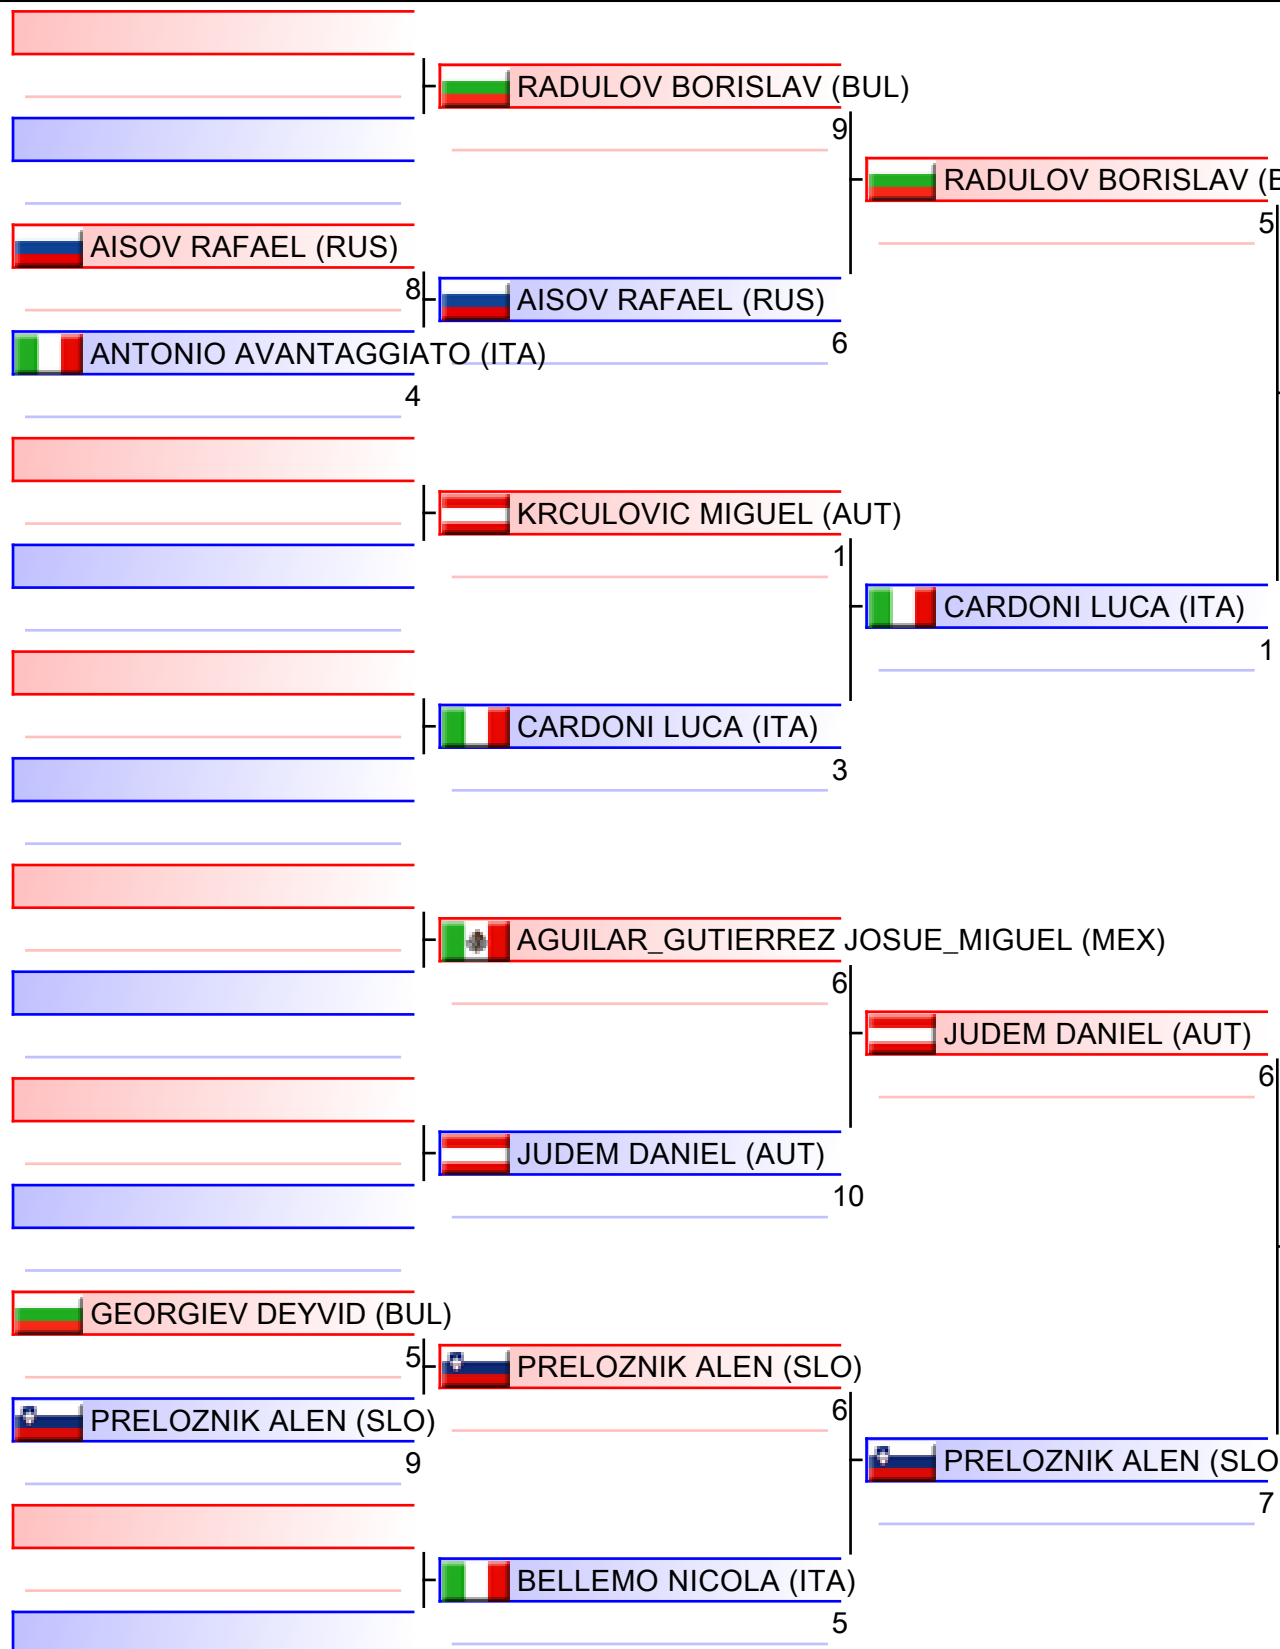 RADULOV BORISLAV (BUL)
9
RADULOV BORISLAV (B
5
AISOV RAFAEL (RUS)
8
AISOV RAFAEL (RUS)
6
ANTONIO AVANTAGGIATO (ITA)
4
KRCULOVIC MIGUEL (AUT)
1
CARDONI LUCA (ITA)
1
CARDONI LUCA (ITA)
3
AGUILAR_GUTIERREZ JOSUE_MIGUEL (MEX)
6
JUDEM DANIEL (AUT)
6
JUDEM DANIEL (AUT)
10
GEORGIEV DEYVID (BUL)
5
PRELOZNIK ALEN (SLO)
6
PRELOZNIK ALEN (SLO)
9
PRELOZNIK ALEN (SLO
7
BELLEMO NICOLA (ITA)
5